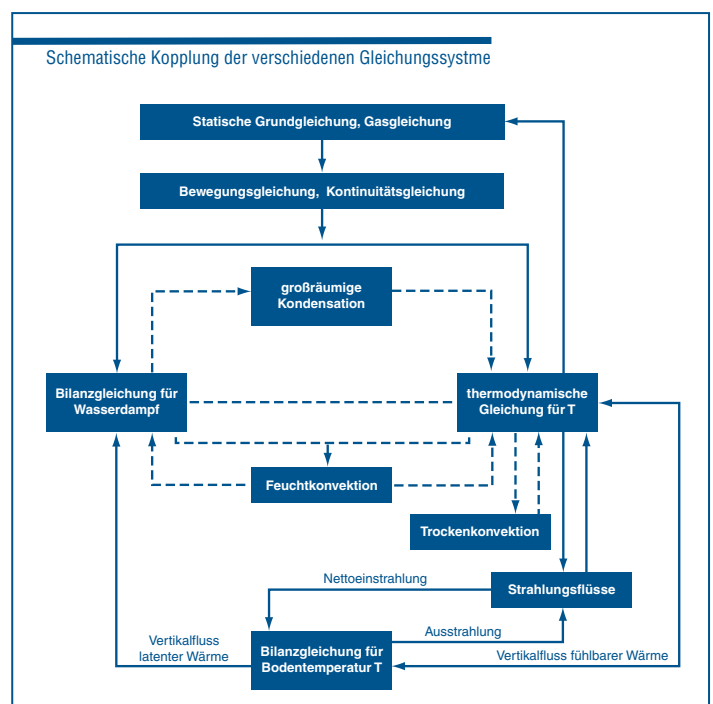 Schematische Kopplung der verschiedenen Gleichungssystme
Statische Grundgleichung, Gasgleichung
Bewegungsgleichung, Kontinuitätsgleichung
großräumige
Kondensation
Bilanzgleichung für
Wasserdampf
thermodynamische
Gleichung für T
Feuchtkonvektion
Trockenkonvektion
Nettoeinstrahlung
Strahlungsflüsse
Ausstrahlung
Vertikalfluss
latenter Wärme
Bilanzgleichung für
Bodentemperatur T
Vertikalfluss fühlbarer Wärme